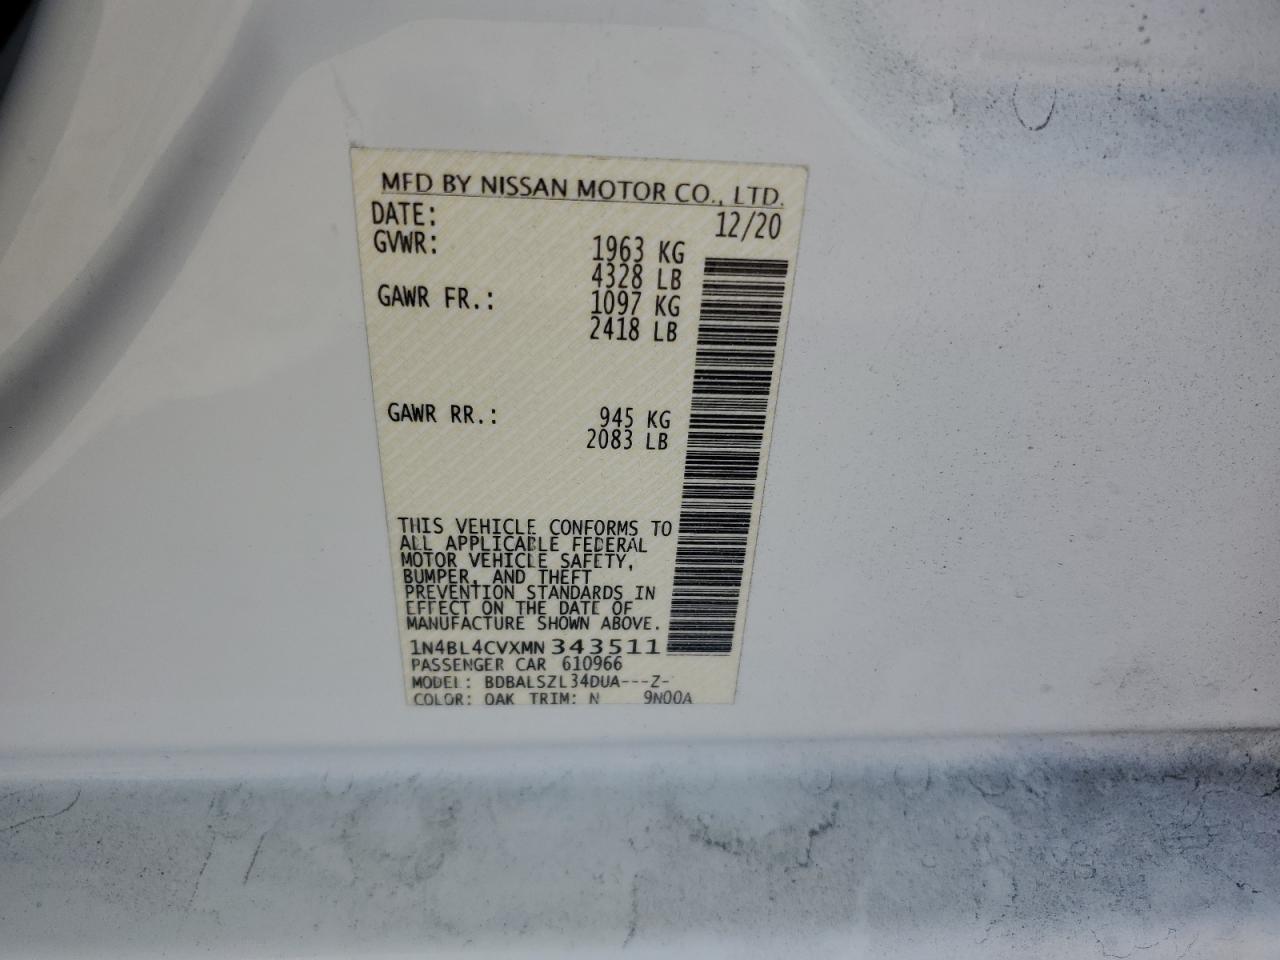 MFD BY NISSAN MOTOR CO., LTD.
DATE: 12/20
GVWR: 1963 KG
4328 LB
GAWR FR.: 1097 KG
2418 LB
GAWR RR.: 945 KG
2083 LB
THIS VEHICLE CONFORMS TO
ALL APPLICABLE FEDERAL
MOTOR VEHICLE SAFETY,
BUMPER, AND THEFT
PREVENTION STANDARDS IN
EFFECT ON THE DATE OF
MANUFACTURE SHOWN ABOVE.
1N4BL4CVXMN343511
PASSENGER CAR 610966
MODEL: BDBALSZL34DUA---Z-
COLOR: QAK TRIM: N 9N00A